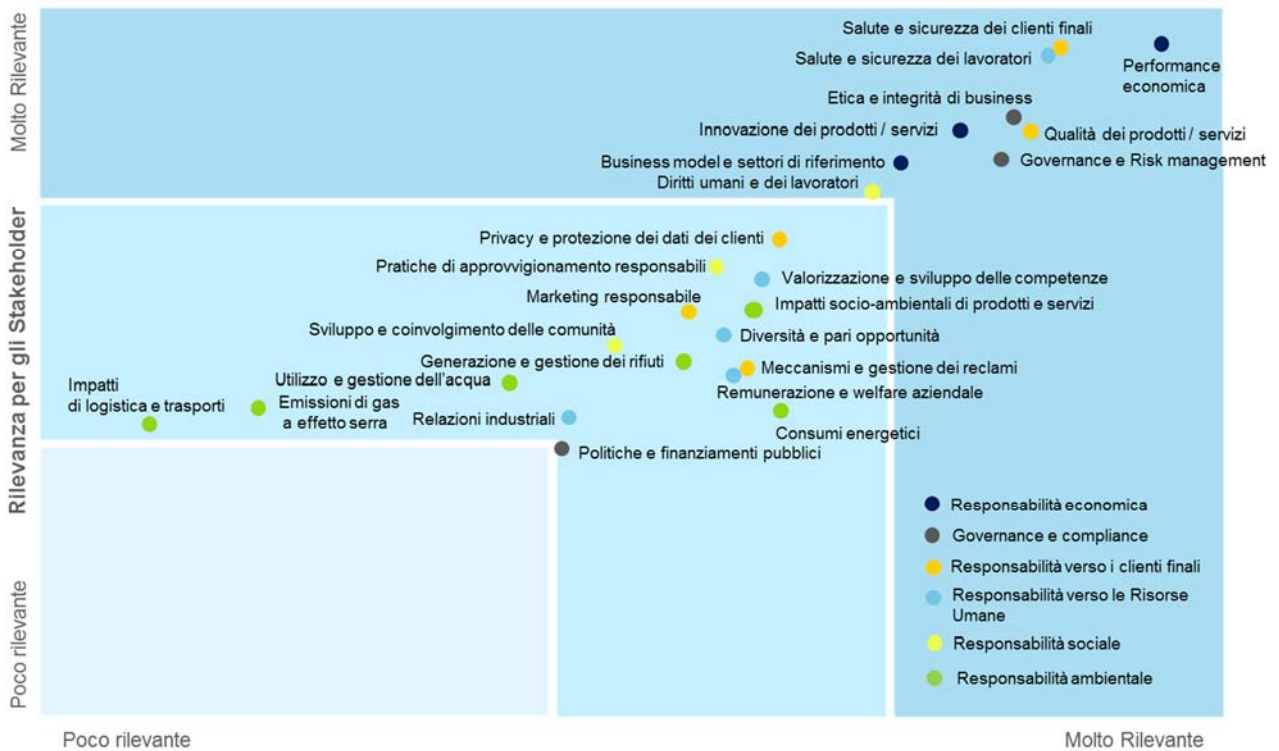 Molto Rilevante
Rilevanza per gli Stakeholder
Poco rilevante
Salute e sicurezza dei clienti finali
Salute e sicurezza dei lavoratori
Performance
economica
Etica e integrità di business
Innovazione dei prodotti / servizi
Qualità dei prodotti / servizi
Business model e settori di riferimento
Governance e Risk management
Diritti umani e dei lavoratori
Privacy e protezione dei dati dei clienti
Pratiche di approvvigionamento responsabili
Valorizzazione e sviluppo delle competenze
Marketing responsabile
Impatti socio-ambientali di prodotti e servizi
Sviluppo e coinvolgimento delle comunità
Diversità e pari opportunità
Generazione e gestione dei rifiuti
Meccanismi e gestione dei reclami
Impatti
di logistica e trasporti
Utilizzo e gestione dell'acqua
Remunerazione e welfare aziendale
Emissioni di gas
a effetto serra
Relazioni industriali
Consumi energetici
Politiche e finanziamenti pubblici
Responsabilità economica
Governance e compliance
Responsabilità verso i clienti finali
Responsabilità verso le Risorse
Umane
Responsabilità sociale
Responsabilità ambientale
Poco rilevante
Molto Rilevante